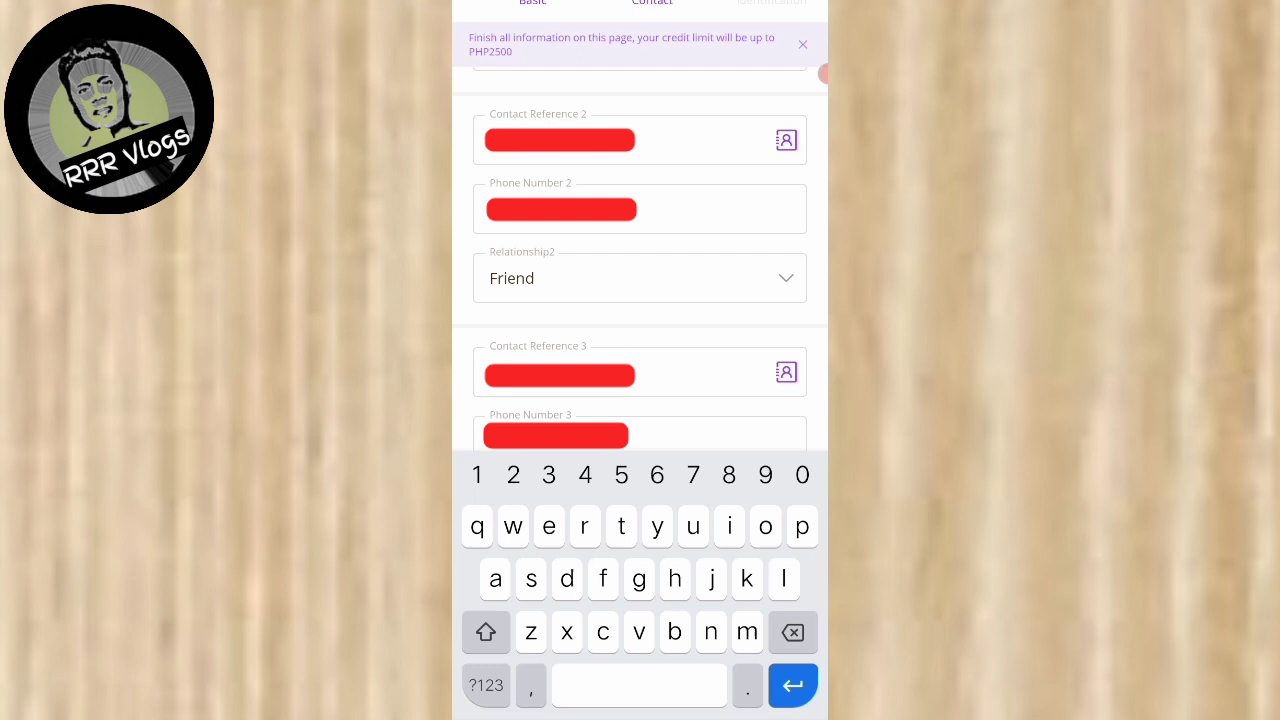 Basic Contact Identification
Finish all information on this page, your credit limit will be up to
PHP2500
RRR Vlogs
Contact Reference 2
Phone Number 2
Relationship2
Friend
Contact Reference 3
Phone Number 3
1 2 3 4 5 6 7 8 9 0
q w e r t y u i o p
a s d f g h j k l
z x c v b n m
?123 , .